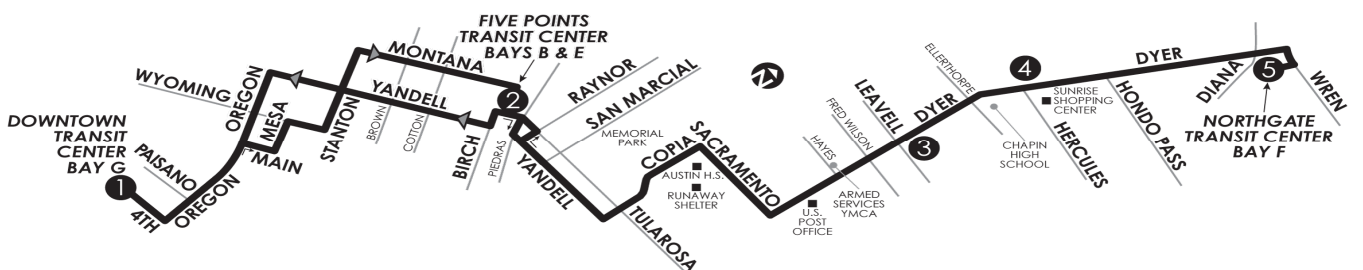 DOWNTOWN
TRANSIT
CENTER
BAY G
1
4TH
PAISANO
OREGON
WYOMING
OREGON
MESA
MAIN
STANTON
MONTANA
YANDELL
BROWN
COTTON
BIRCH
PIEDRAS
FIVE POINTS
TRANSIT CENTER
BAYS B & E
2
RAYNOR
SAN MARCIAL
MEMORIAL
PARK
YANDELL
TULAROSA
COPIA
AUSTIN H.S.
RUNAWAY
SHELTER
SACRAMENTO
N
U.S.
POST
OFFICE
HAYES
ARMED
SERVICES
YMCA
FRED WILSON
LEAVELL
3
DYER
ELLERTHORPE
CHAPIN
HIGH
SCHOOL
4
SUNRISE
SHOPPING
CENTER
HERCULES
HONDO PASS
DYER
DIANA
5
WREN
NORTHGATE
TRANSIT CENTER
BAY F